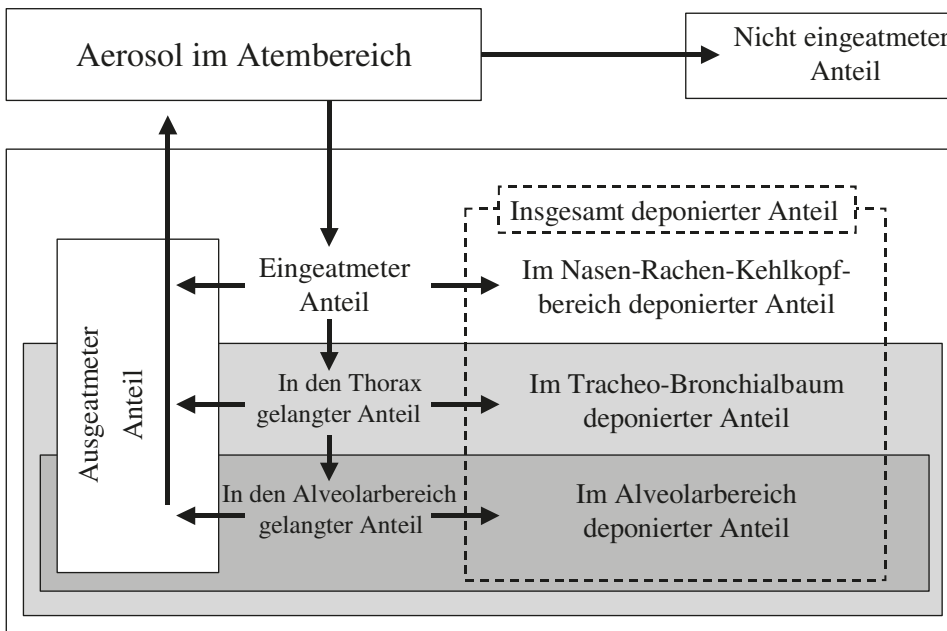 Aerosol im Atembereich
Nicht eingeatmeter
Anteil
Insgesamt deponierter Anteil
Eingeatmeter
Anteil
Im Nasen-Rachen-Kehlkopf-
bereich deponierter Anteil
Ausgeatmeter
Anteil
In den Thorax
gelangter Anteil
Im Tracheo-Bronchialbaum
deponierter Anteil
In den Alveolarbereich
gelangter Anteil
Im Alveolarbereich
deponierter Anteil